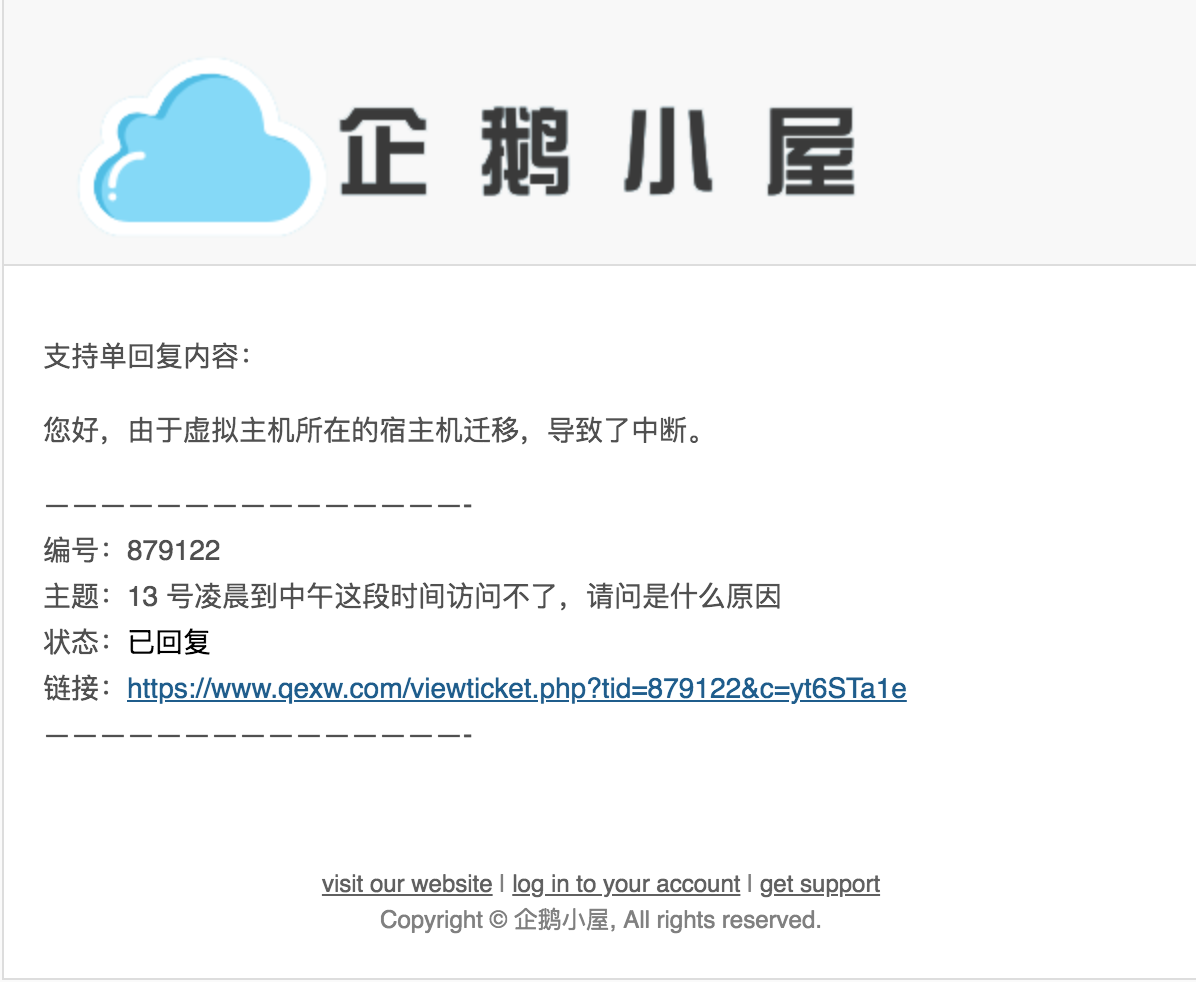 企鹅小屋
支持单回复内容：
您好，由于虚拟主机所在的宿主机迁移，导致了中断。
———————————————-
编号：879122
主题：13 号凌晨到中午这段时间访问不了，请问是什么原因
状态：已回复
链接：https://www.qexw.com/viewticket.php?tid=879122&c=yt6STa1e
———————————————-
visit our website | log in to your account | get support
Copyright © 企鹅小屋, All rights reserved.